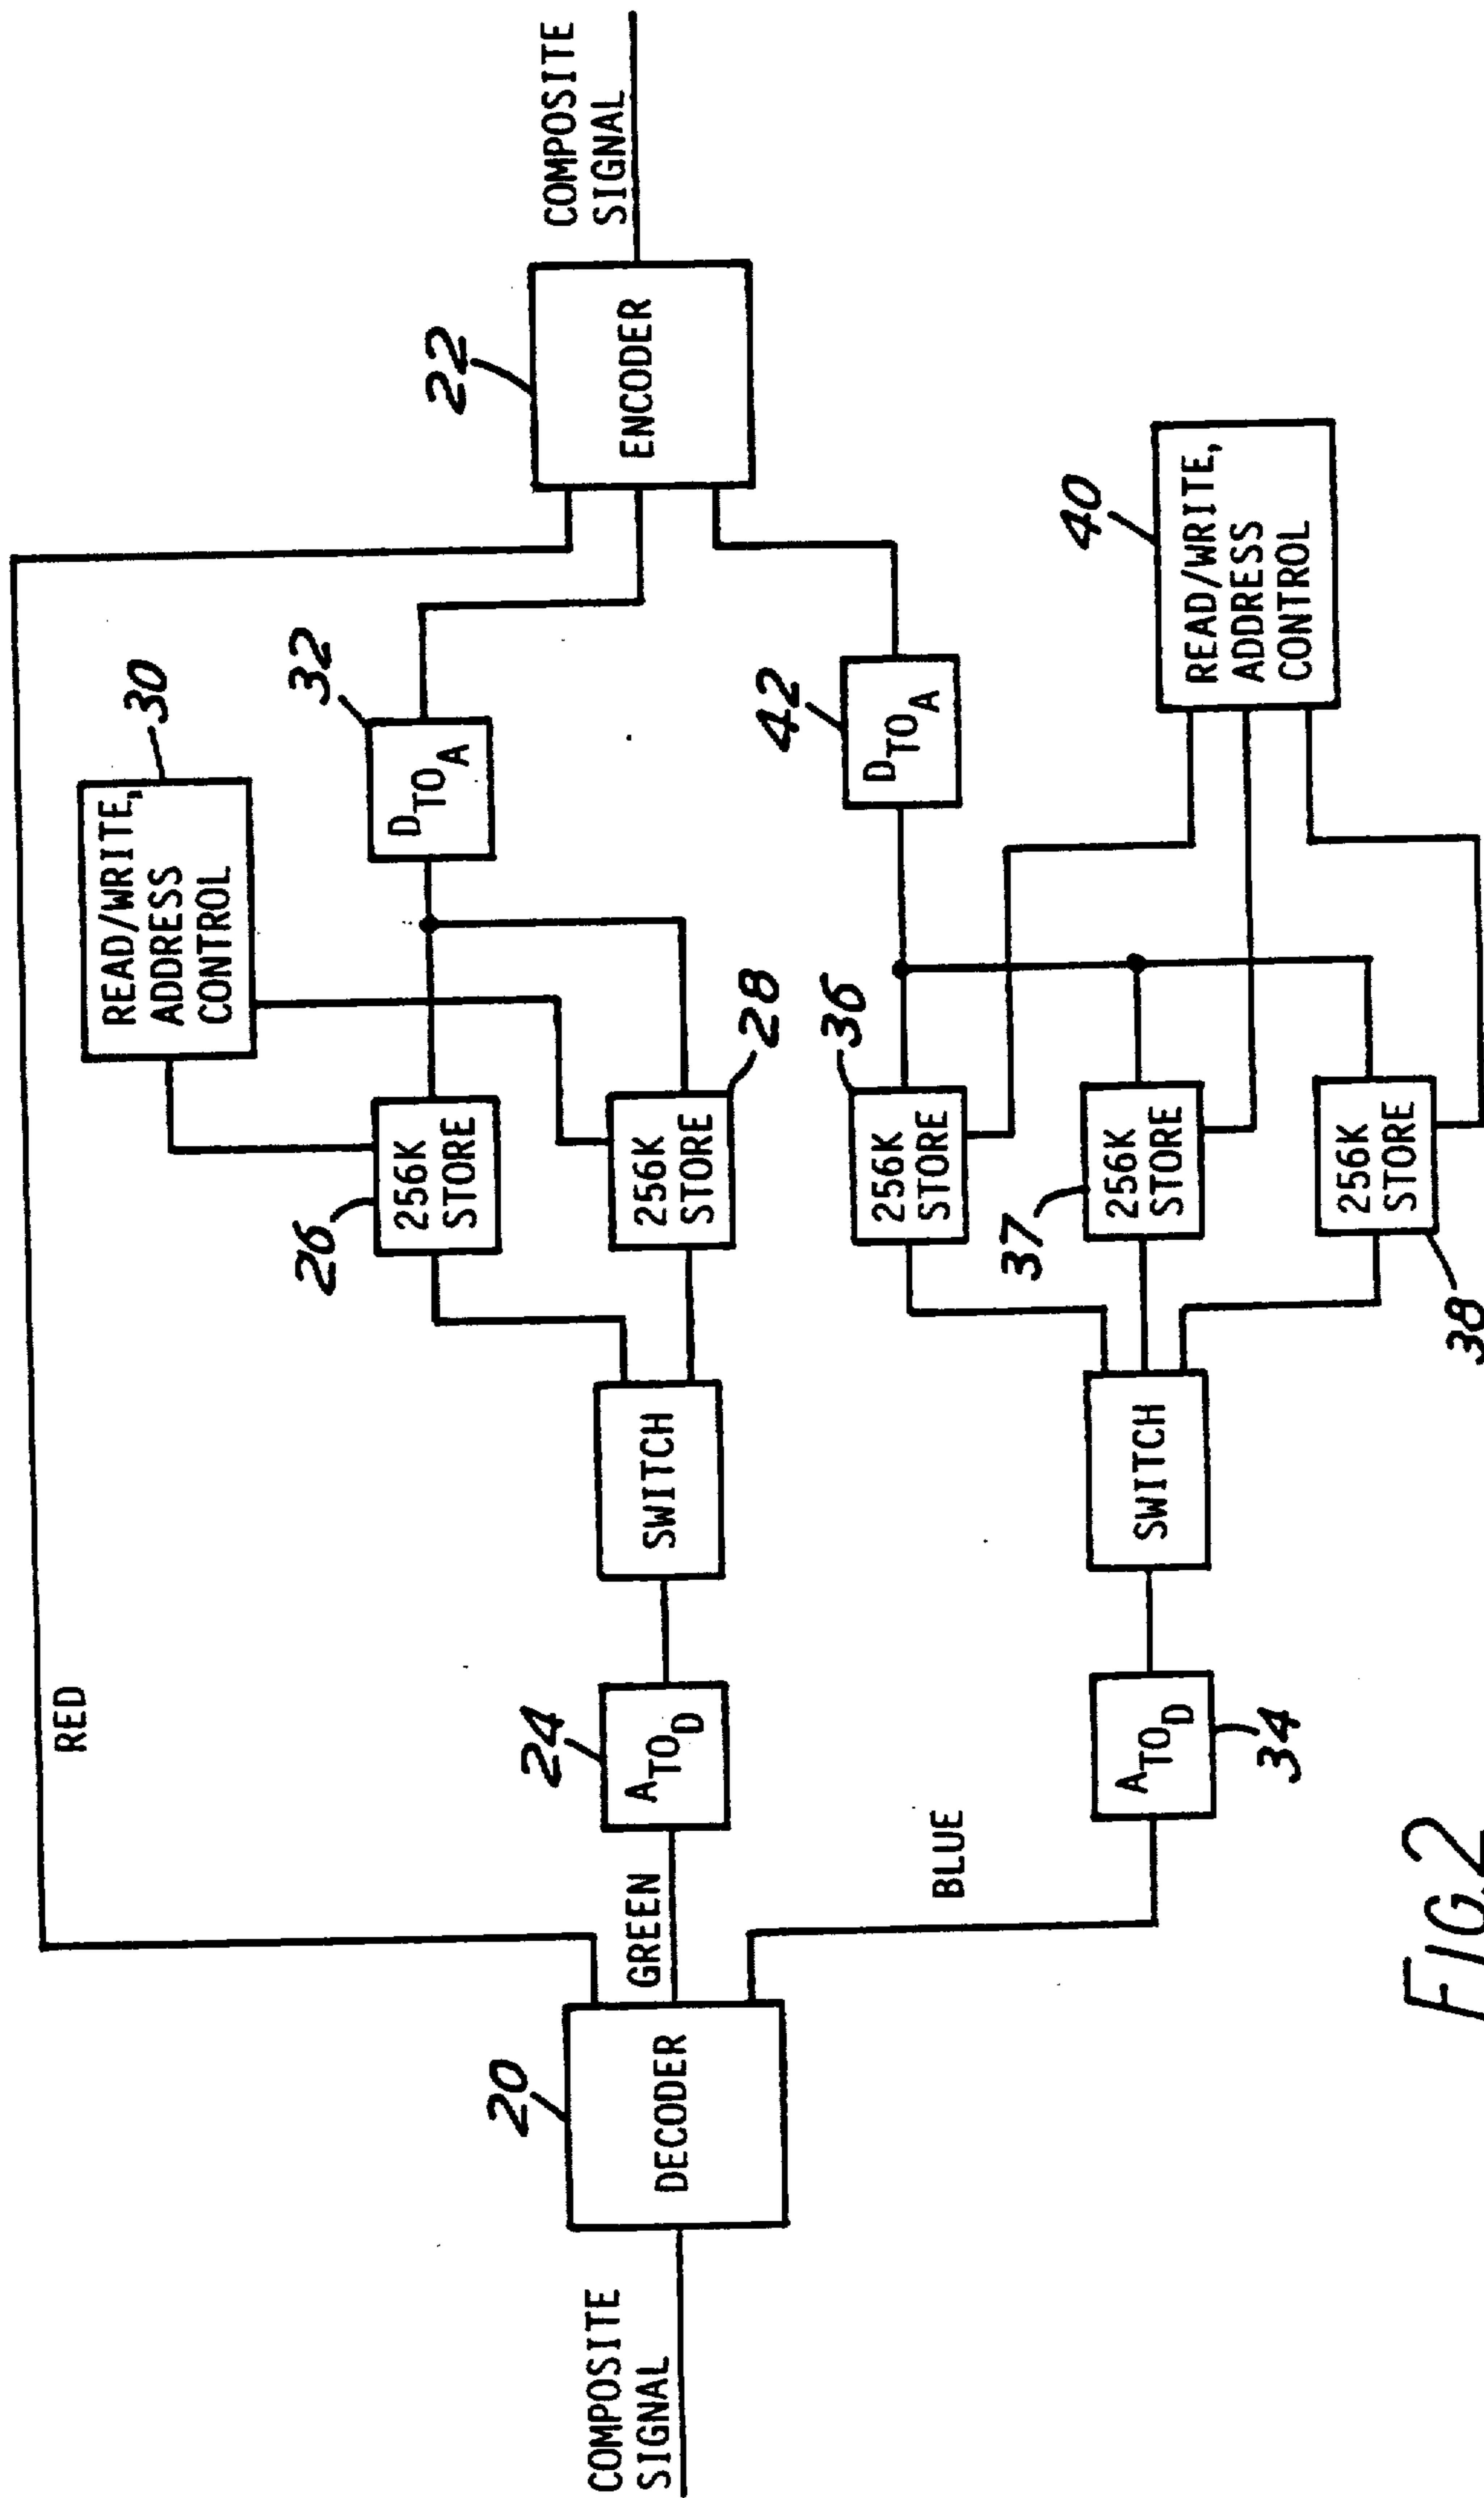 RED
READ/WRITE,
ADDRESS
CONTROL
30
D TO A
32
22
COMPOSITE
SIGNAL
ENCODER
26
256K
STORE
256K
STORE
28
COMPOSITE
SIGNAL
20
DECODER
GREEN
24
A TO D
SWITCH
42
D TO A
36
256K
STORE
BLUE
34
A TO D
SWITCH
37
256K
STORE
40
READ/WRITE,
ADDRESS
CONTROL
256K
STORE
38
FIG.2